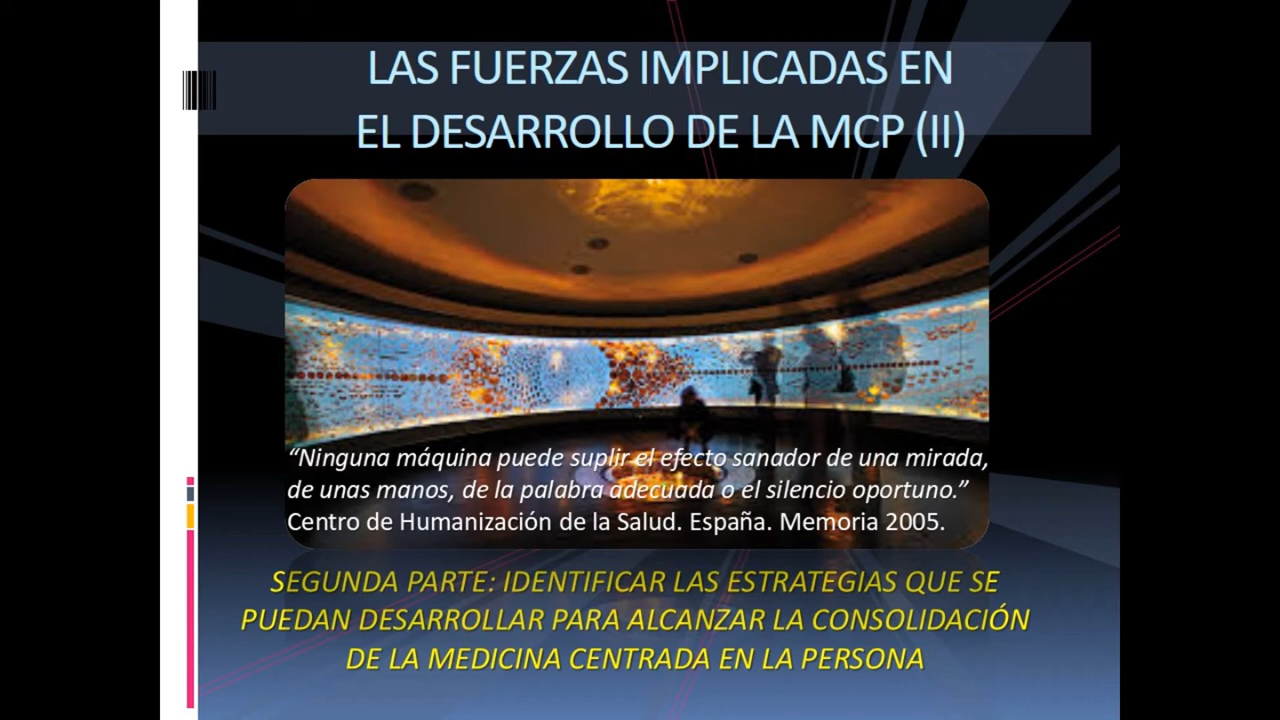 LAS FUERZAS IMPLICADAS EN
EL DESARROLLO DE LA MCP (II)
“Ninguna máquina puede suplir el efecto sanador de una mirada,
de unas manos, de la palabra adecuada o el silencio oportuno.”
Centro de Humanización de la Salud. España. Memoria 2005.
SEGUNDA PARTE: IDENTIFICAR LAS ESTRATEGIAS QUE SE
PUEDAN DESARROLLAR PARA ALCANZAR LA CONSOLIDACIÓN
DE LA MEDICINA CENTRADA EN LA PERSONA